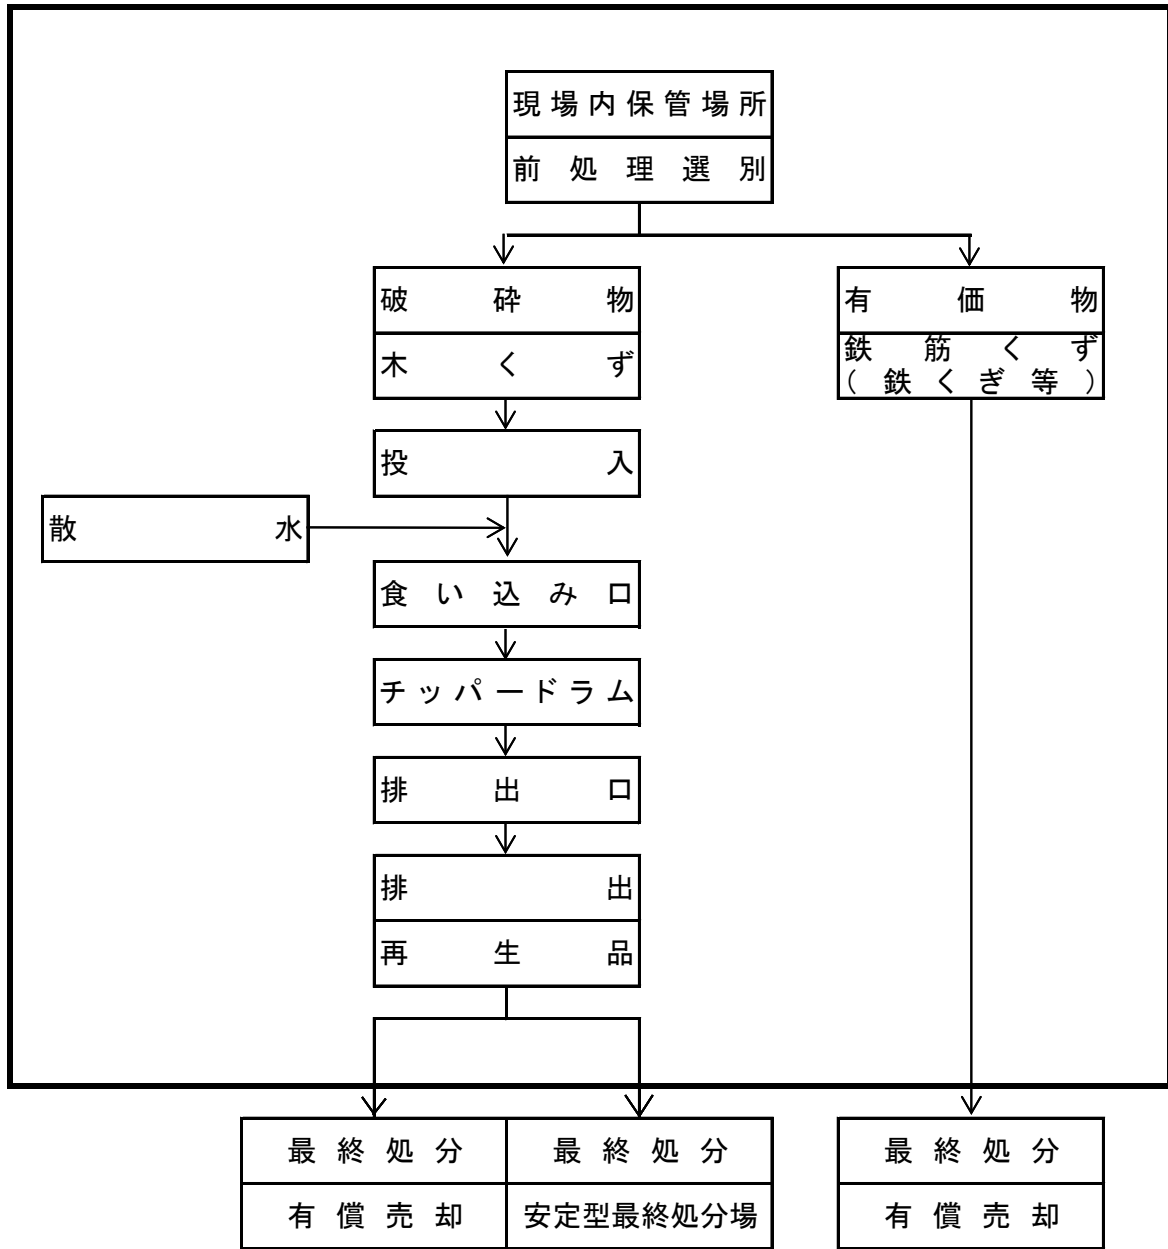 現場内保管場所
前処理選別
破砕物
木くず
有価物
鉄筋くず
(鉄くぎ等)
投入
散水
食い込み口
チッパードラム
排出口
排出
再生品
最終処分
有償売却
最終処分
安定型最終処分場
最終処分
有償売却